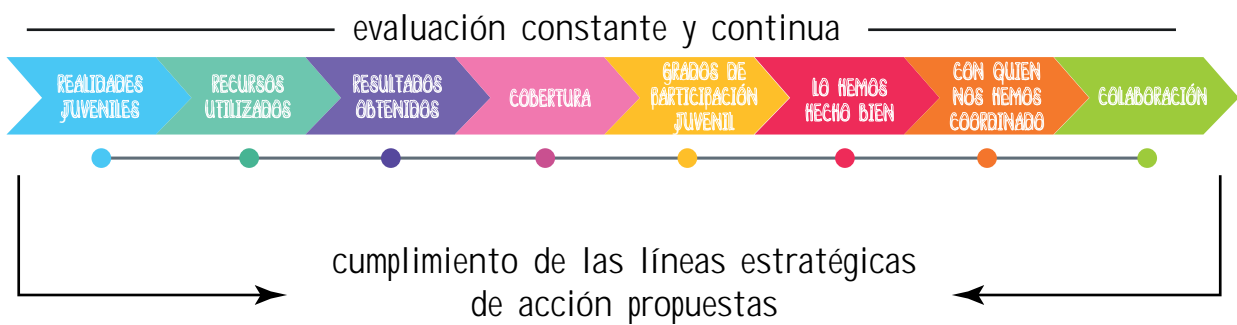 evaluación constante y continua
REALIDADES
JUVENILES
RECURSOS
UTILIZADOS
RESULTADOS
OBTENIDOS
COBERTURA
GRADOS DE
PARTICIPACIÓN
JUVENIL
LO HEMOS
HECHO BIEN
CON QUIEN
NOS HEMOS
COORDINADO
COLABORACIÓN
cumplimiento de las líneas estratégicas
de acción propuestas